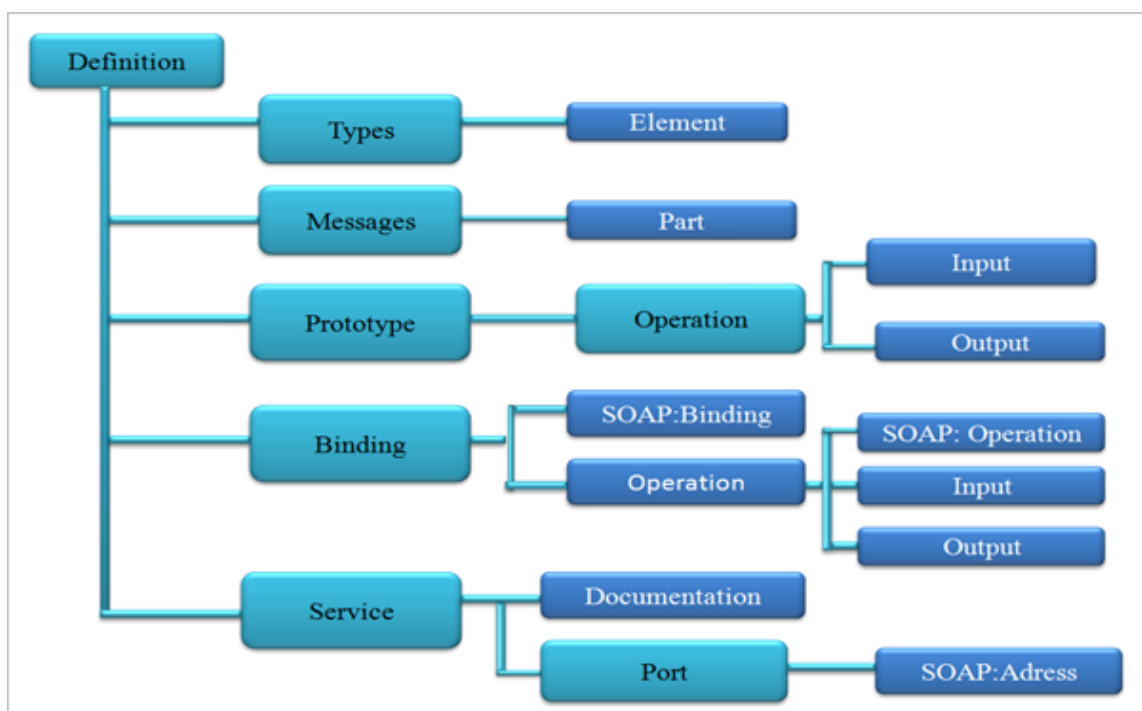 Definition
Types
Element
Messages
Part
Prototype
Operation
Input
Output
Binding
SOAP:Binding
Operation
SOAP: Operation
Input
Output
Service
Documentation
Port
SOAP:Adress